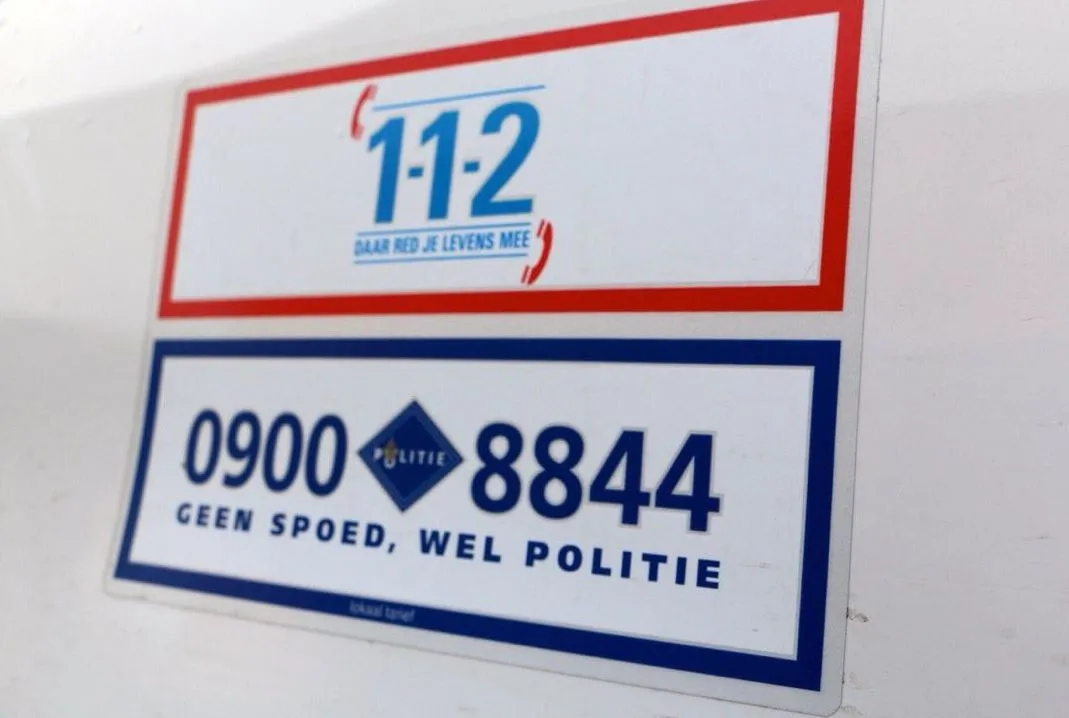 1-1-2
DAAR RED JE LEVENS MEE
0900 POLITIE 8844
GEEN SPOED, WEL POLITIE
lokaal tarief